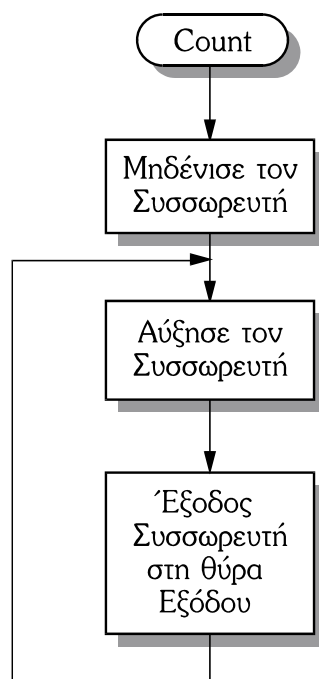 Count
Μηδένισε τον
Συσσωρευτή
Αύξησε τον
Συσσωρευτή
Έξοδος
Συσσωρευτή
στη θύρα
Εξόδου